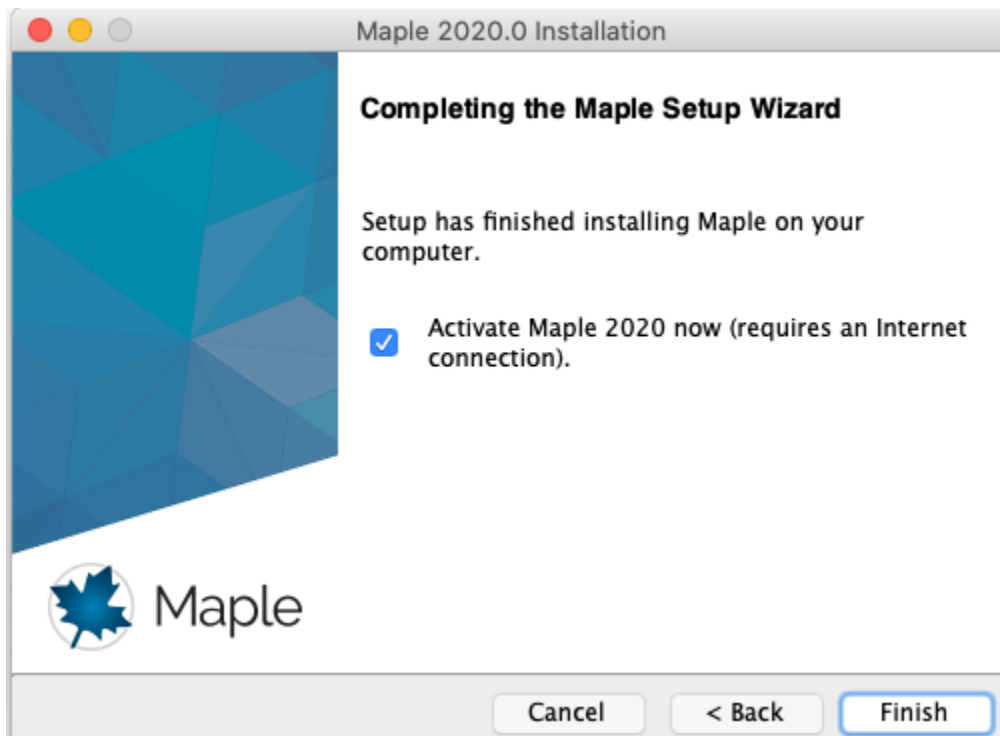 Maple 2020.0 Installation
Completing the Maple Setup Wizard
Setup has finished installing Maple on your
computer.
Activate Maple 2020 now (requires an Internet
connection).
Maple
Cancel
< Back
Finish